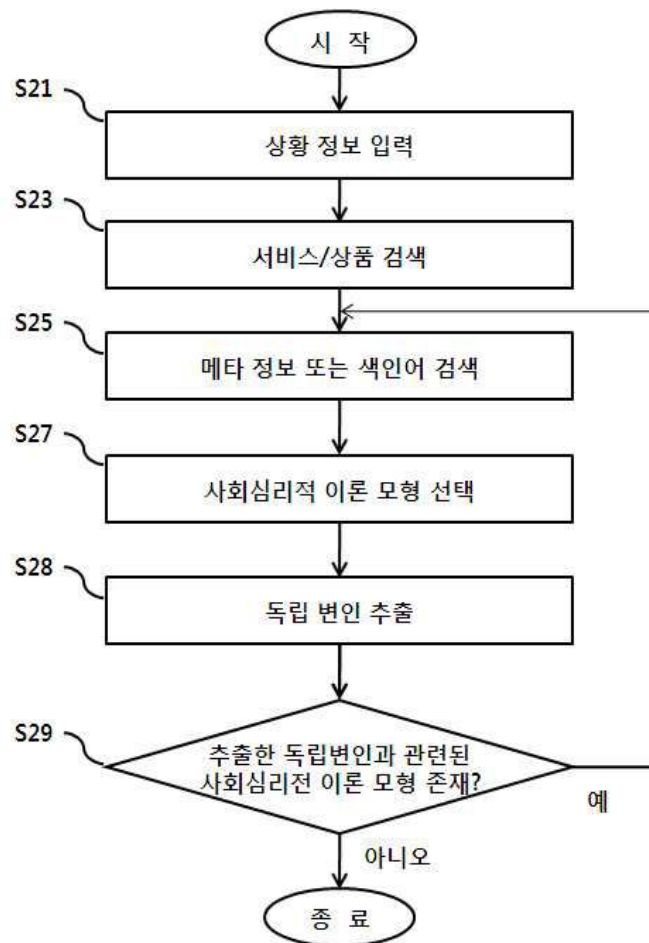 시 작
S21
상황 정보 입력
S23
서비스/상품 검색
S25
메타 정보 또는 색인어 검색
S27
사회심리적 이론 모형 선택
S28
독립 변인 추출
S29
추출한 독립변인과 관련된
사회심리전 이론 모형 존재?
예
아니오
종 료